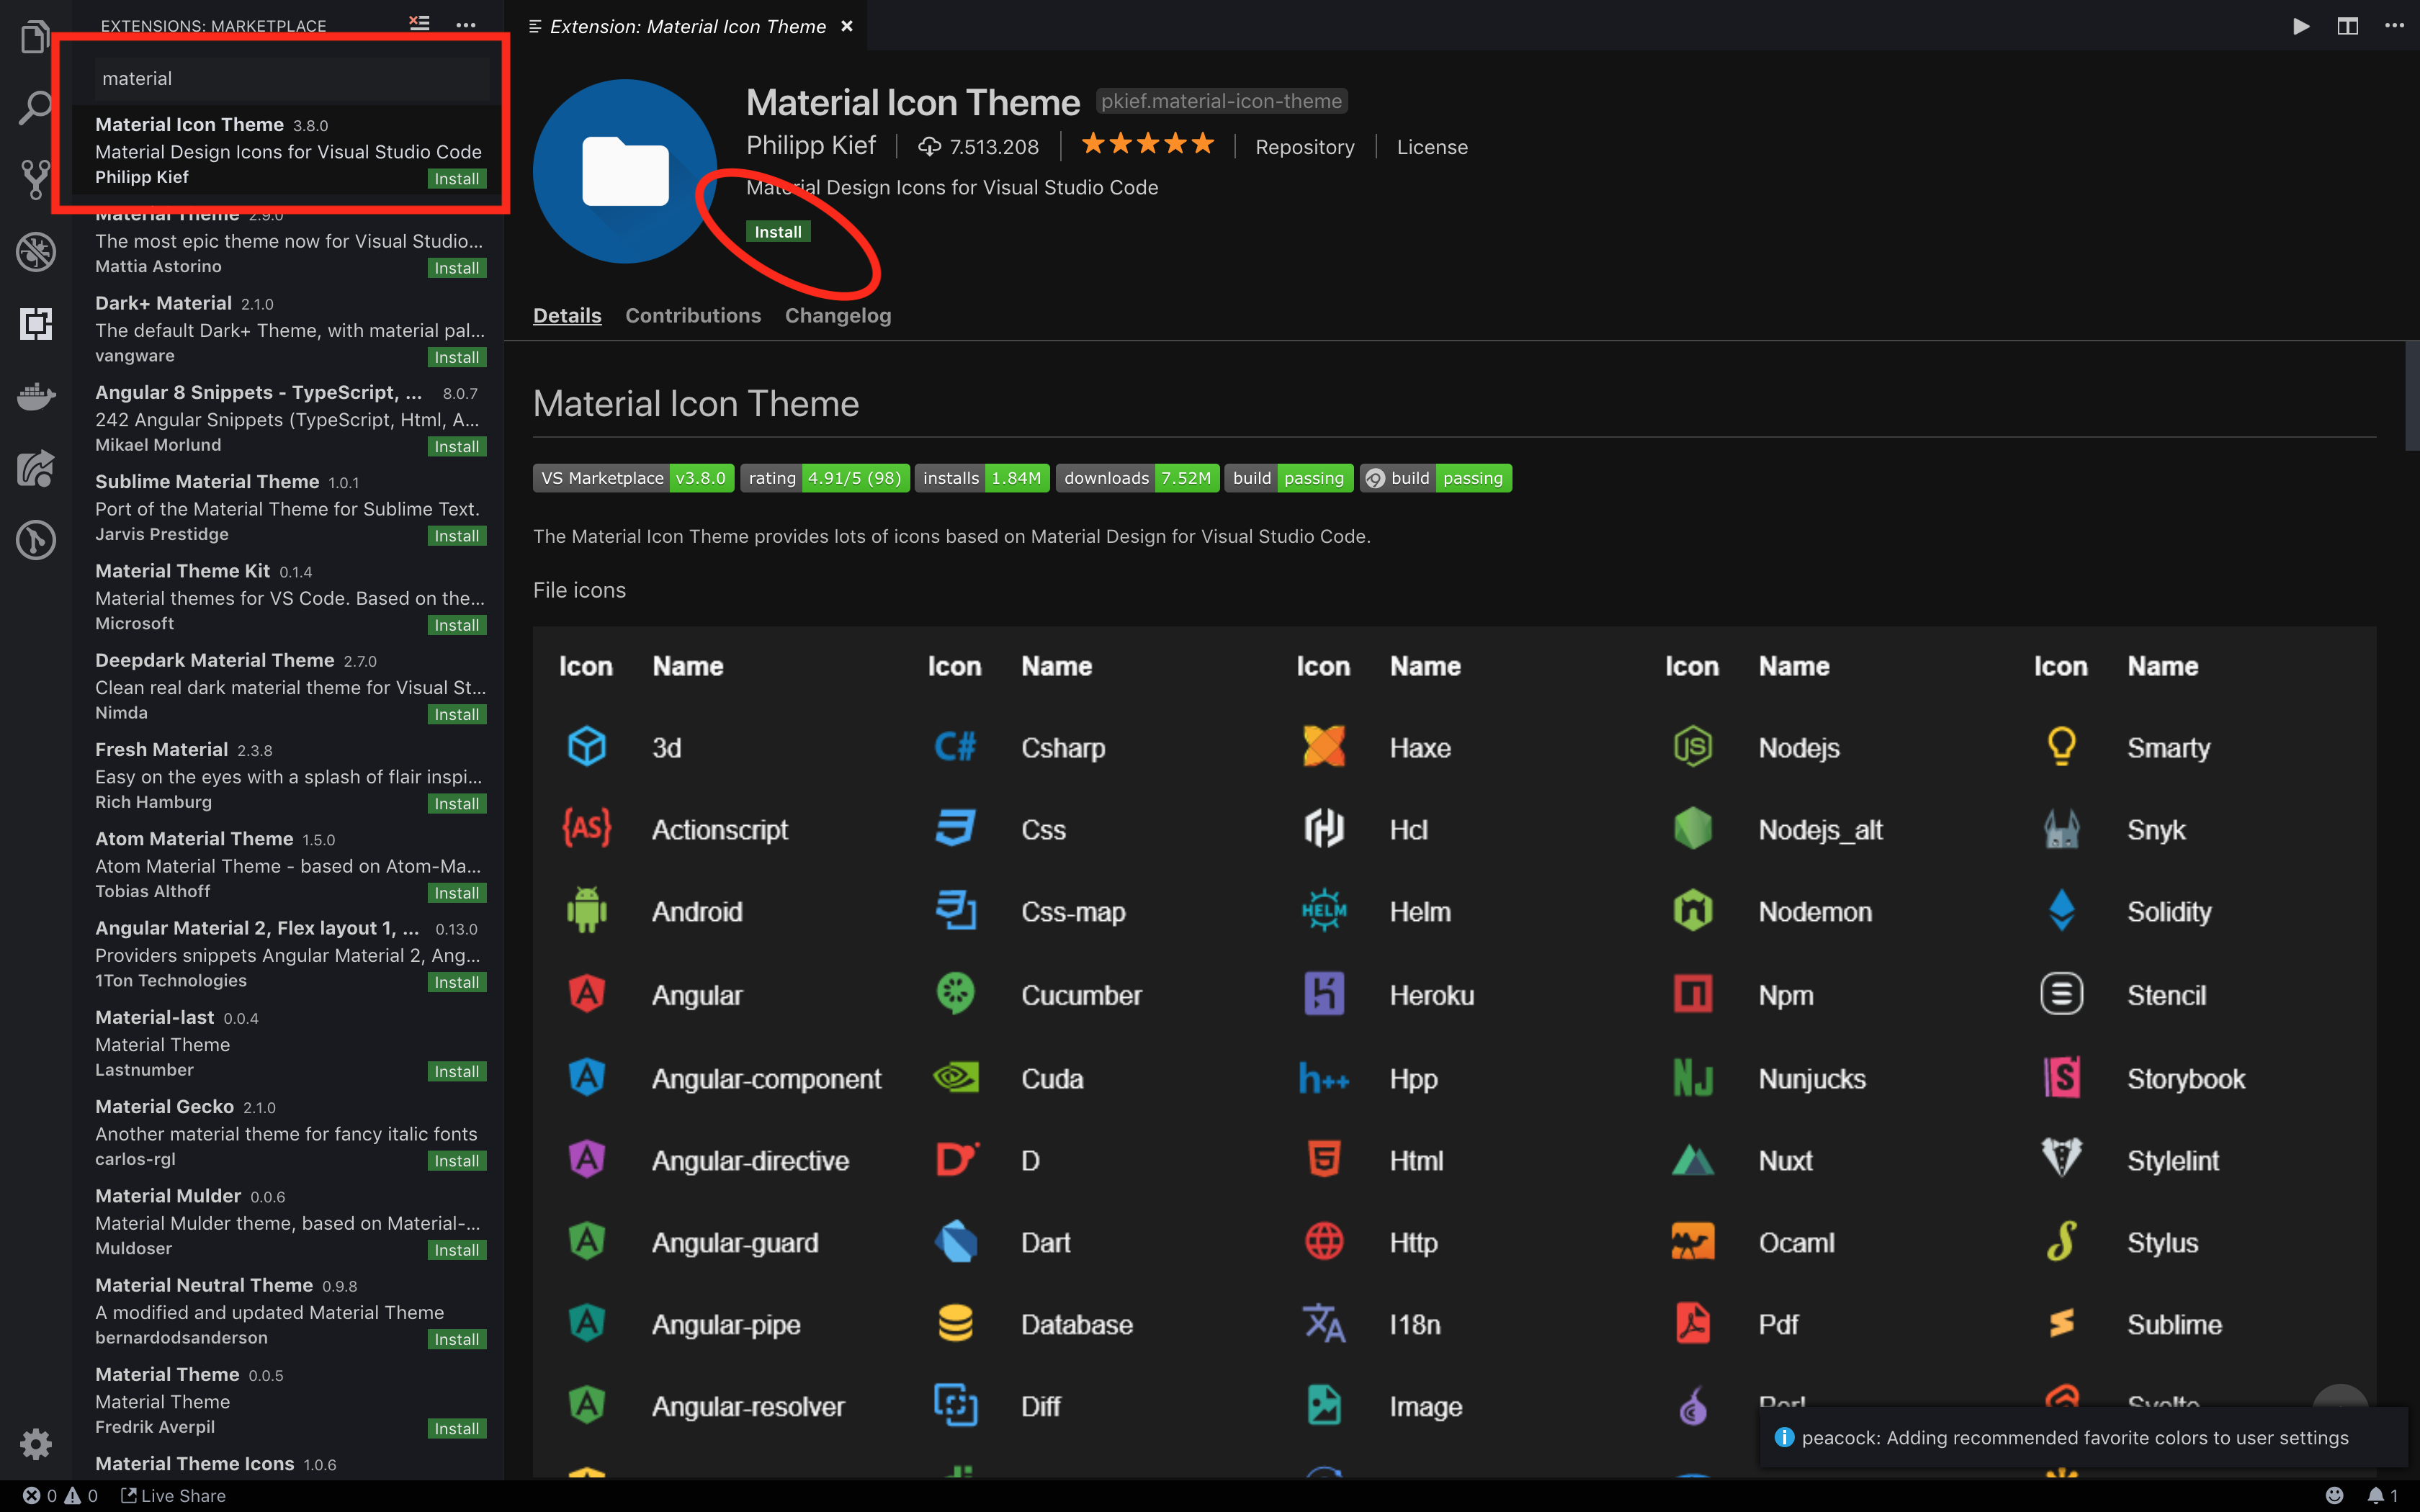 EXTENSIONS: MARKETPLACE
material
Material Icon Theme 3.8.0
Material Design Icons for Visual Studio Code
Philipp Kief Install
Material Theme 2.9.0
The most epic theme now for Visual Studio...
Mattia Astorino Install
Dark+ Material 2.1.0
The default Dark+ Theme, with material pal...
vangware Install
Angular 8 Snippets - TypeScript, ... 8.0.7
242 Angular Snippets (TypeScript, Html, A...
Mikael Morlund Install
Sublime Material Theme 1.0.1
Port of the Material Theme for Sublime Text.
Jarvis Prestidge Install
Material Theme Kit 0.1.4
Material themes for VS Code. Based on the...
Microsoft Install
Deepdark Material Theme 2.7.0
Clean real dark material theme for Visual St...
Nimda Install
Fresh Material 2.3.8
Easy on the eyes with a splash of flair inspi...
Rich Hamburg Install
Atom Material Theme 1.5.0
Atom Material Theme - based on Atom-Ma...
Tobias Althoff Install
Angular Material 2, Flex layout 1, ... 0.13.0
Providers snippets Angular Material 2, Ang...
1Ton Technologies Install
Material-last 0.0.4
Material Theme
Lastnumber Install
Material Gecko 2.1.0
Another material theme for fancy italic fonts
carlos-rgl Install
Material Mulder 0.0.6
Material Mulder theme, based on Material-...
Muldoser Install
Material Neutral Theme 0.9.8
A modified and updated Material Theme
bernardodsanderson Install
Material Theme 0.0.5
Material Theme
Fredrik Averpil Install
Material Theme Icons 1.0.6
Extension: Material Icon Theme
Material Icon Theme pkief.material-icon-theme
Philipp Kief 7.513.208 Repository License
Material Design Icons for Visual Studio Code
Install
Details Contributions Changelog
Material Icon Theme
VS Marketplace v3.8.0 rating 4.91/5 (98) installs 1.84M downloads 7.52M build passing build passing
The Material Icon Theme provides lots of icons based on Material Design for Visual Studio Code.
File icons
Icon Name Icon Name Icon Name Icon Name Icon Name
3d C# Csharp Haxe JS Nodejs Smarty
{AS} Actionscript Css Hcl Nodejs_alt Snyk
Android Css-map HELM Helm Nodemon Solidity
Angular Cucumber Heroku Npm Stencil
Angular-component Cuda h++ Hpp NJ Nunjucks S Storybook
Angular-directive D D 5 Html Nuxt Stylelint
Angular-guard Dart Http Ocaml Stylus
Angular-pipe Database I18n Pdf Sublime
Angular-resolver Diff Image Perl Svelte
peacock: Adding recommended favorite colors to user settings
0 0 Live Share 1